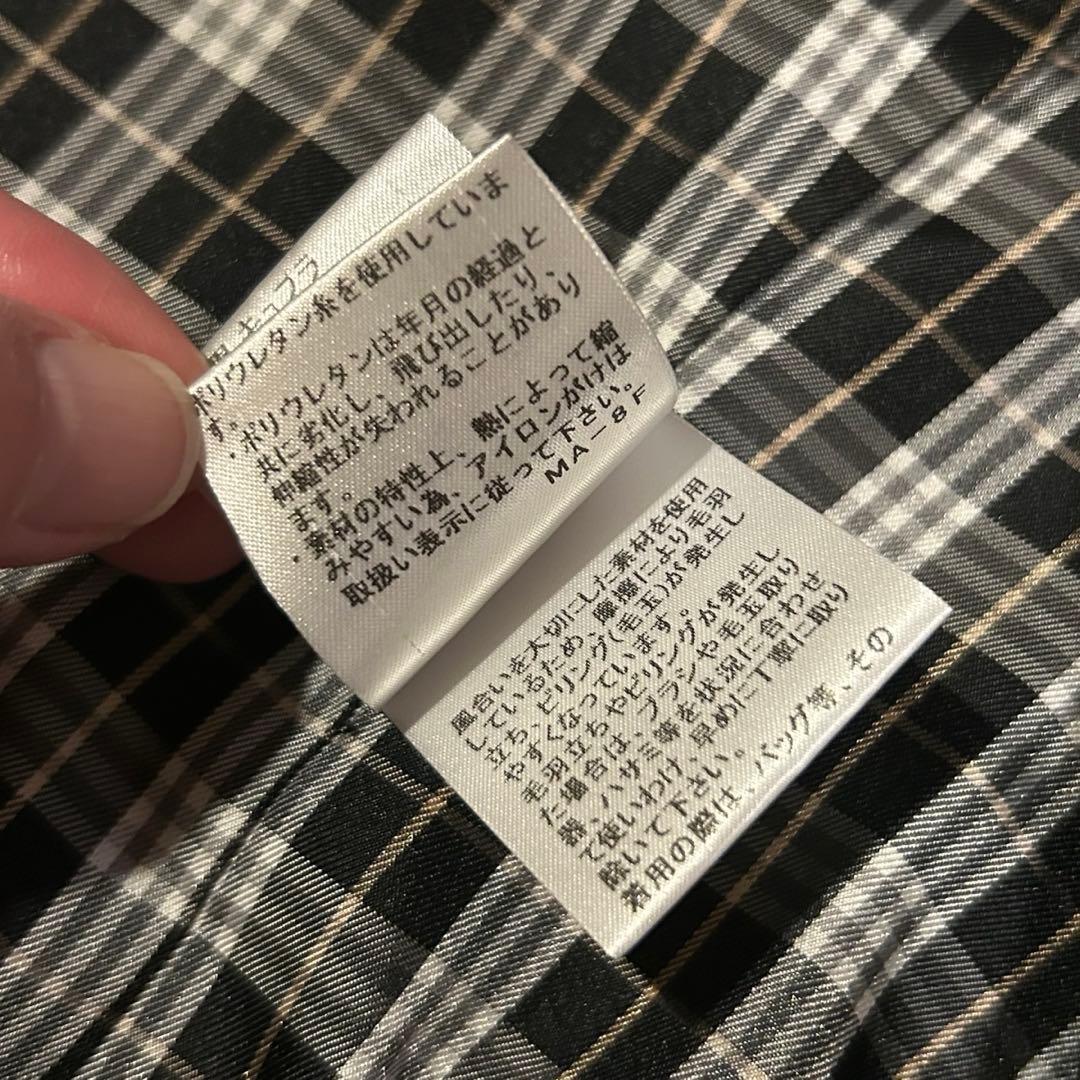 キュプラ
ポリウレタン糸を使用していま
す。
・ポリウレタンは年月の経過と
共に劣化し、飛び出したり、
伸縮性が失われることがあり
ます。
・素材の特性上、熱によって縮
みやすい為、アイロンがけは
取扱い表示に従って下さい。
MA-8F
風合いを大切にした素材を使用
しているため、摩擦により毛羽
立ち、ピリング(毛玉)が発生し
やすくなっています。
毛羽立ちやピリングが発生し
た場合は、ブラシや毛玉取り
器、ハサミ等を状況に合わせ
て使いわけ、早めに丁寧に取り
除いて下さい。
着用の際は、バッグ等、その